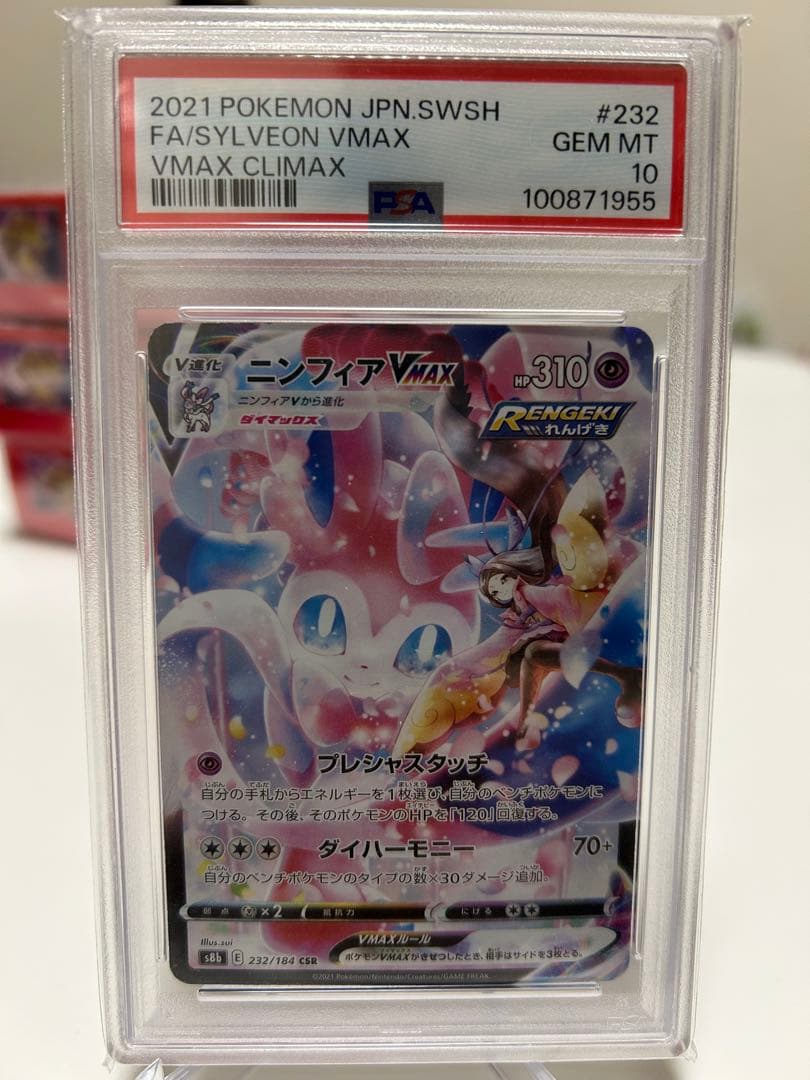 2021 POKEMON JPN.SWSH #232
FA/SYLVEON VMAX GEM MT
VMAX CLIMAX 10
PSA 100871955
V進化 ニンフィアVMAX HP310
ニンフィアVから進化
ダイマックス
RENGEKI
れんげき
プレシャスタッチ
自分の手札からエネルギーを1枚選び、自分のベンチポケモンに
つける。その後、そのポケモンのHPを「120」回復する。
ダイハーモニー 70+
自分のベンチポケモンのタイプの数×30ダメージ追加。
弱点 ×2 抵抗力 にげる
Illus.sui
VMAXルール
s8b E 232/184 CSR
ポケモンVMAXがきぜつしたとき、相手はサイドを3枚とる。
©2021 Pokémon/Nintendo/Creatures/GAME FREAK.